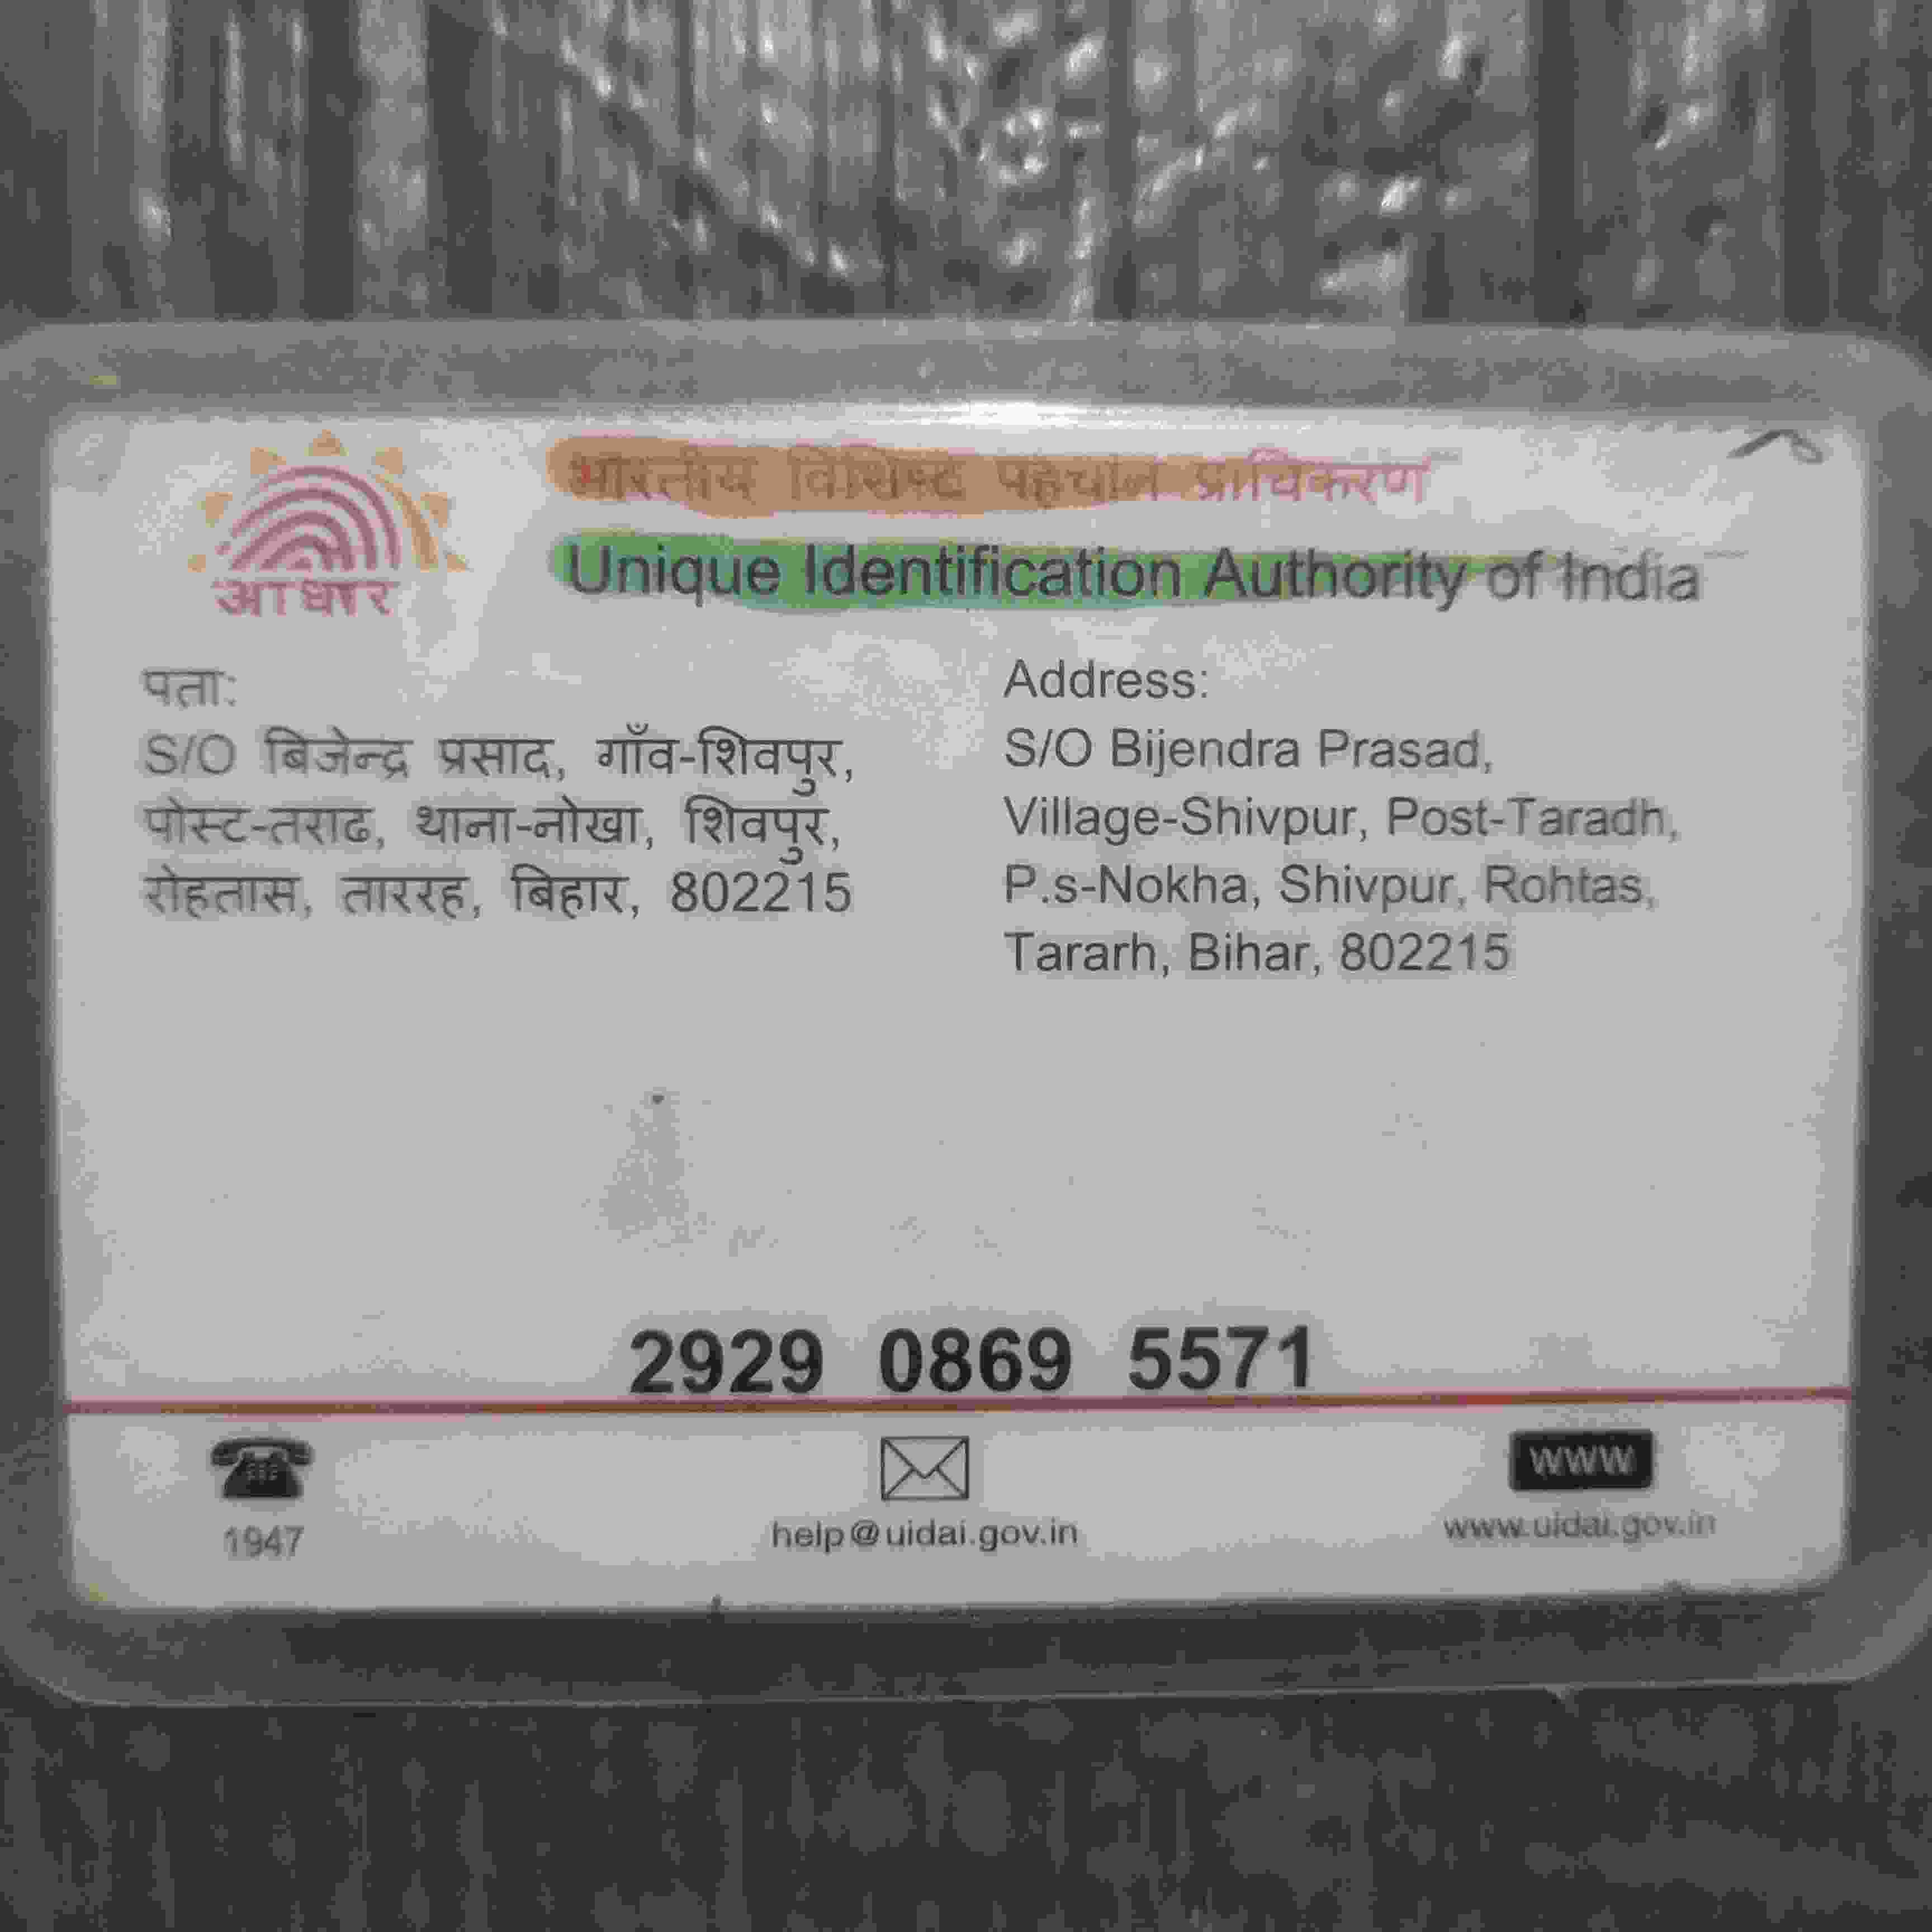 भारतीय विशिष्ट पहचान प्राधिकरण
Unique Identification Authority of India
आधार
पता:
S/O बिजेन्द्र प्रसाद, गाँव-शिवपुर,
पोस्ट-तराढ, थाना-नोखा, शिवपुर,
रोहतास, ताररह, बिहार, 802215
Address:
S/O Bijendra Prasad,
Village-Shivpur, Post-Taradh,
P.s-Nokha, Shivpur, Rohtas,
Tararh, Bihar, 802215
2929 0869 5571
WWW
1947
help@uidai.gov.in
www.uidai.gov.in